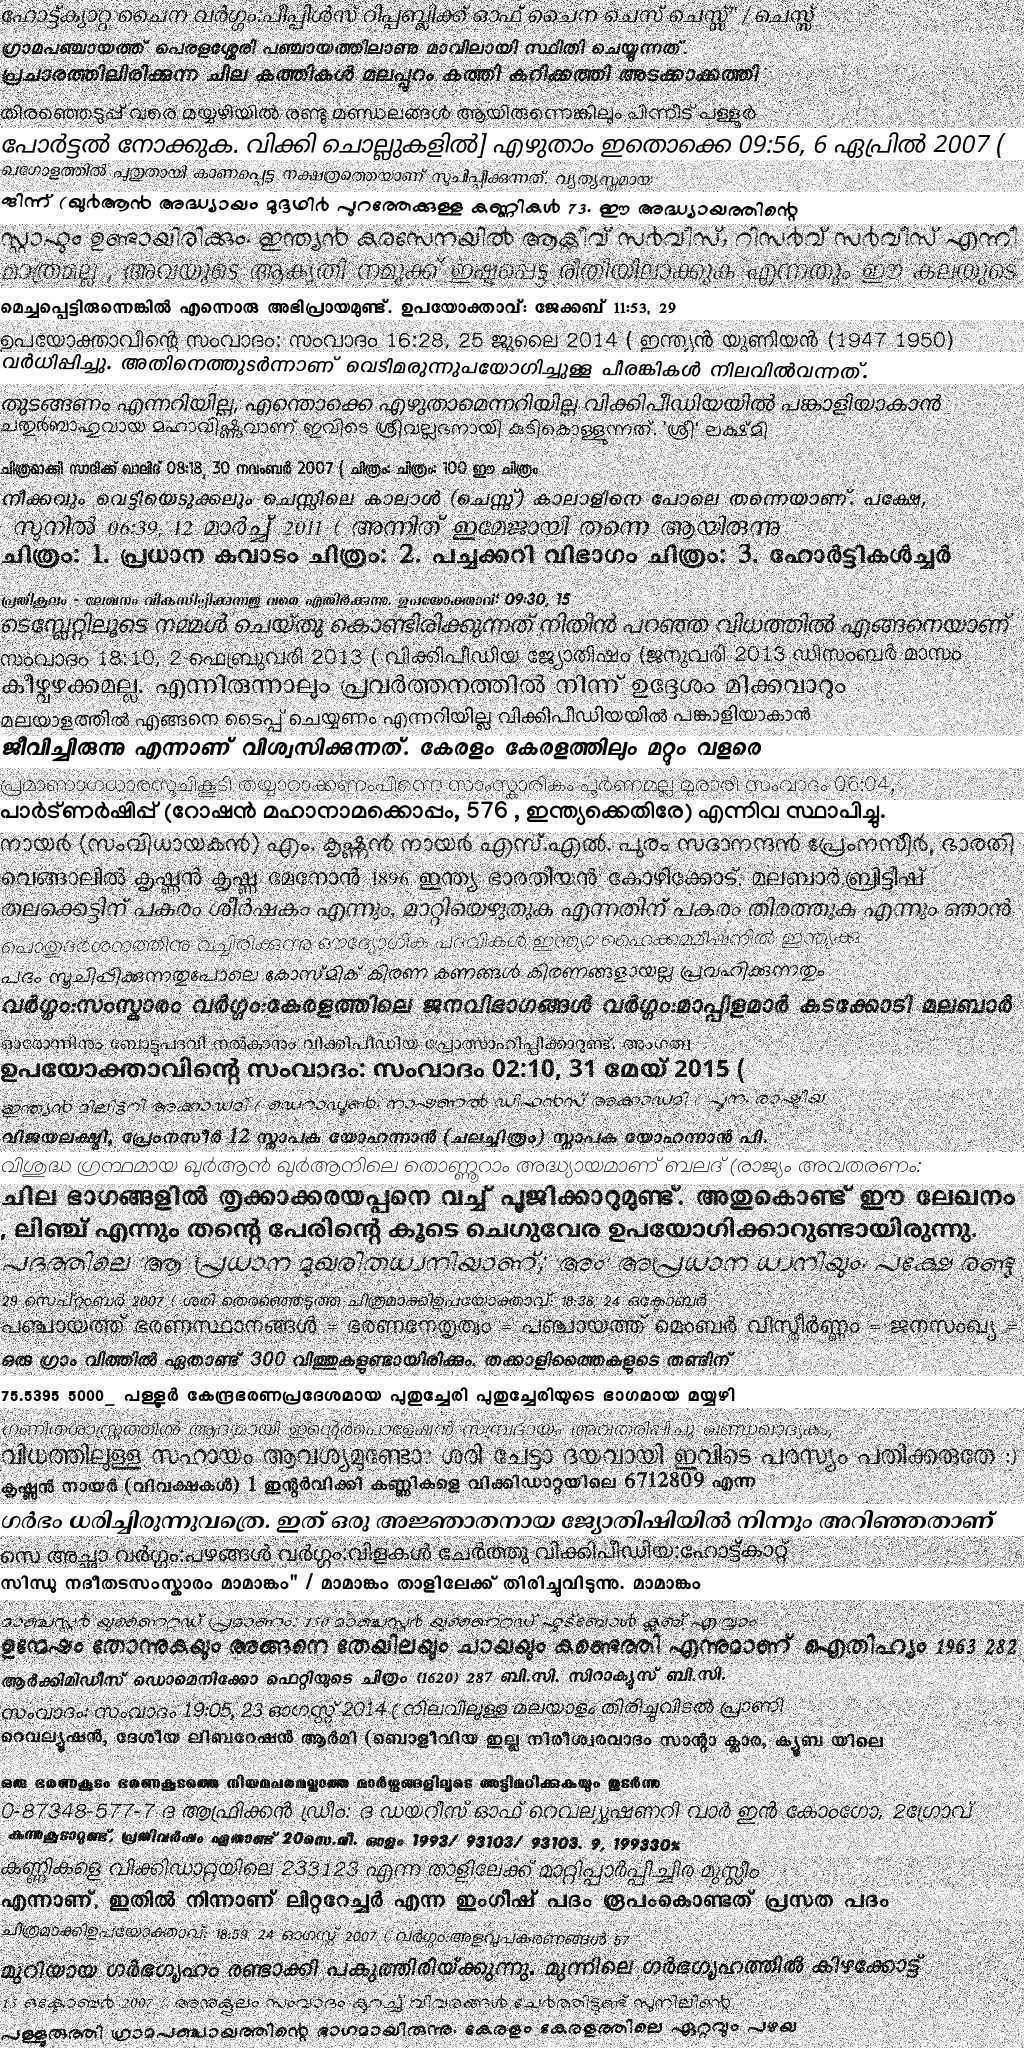 ഹോട്ട്ക്യാറ്റ ചൈന വർഗ്ഗം:പീപ്പിൾസ് റിപ്പബ്ലിക്ക് ഓഫ് ചൈന ചെസ് ചെസ്സ്" / ചെസ്സ്
ഗ്രാമപഞ്ചായത്ത് പെരളശ്ശേരി പഞ്ചായത്തിലാണു മാവിലായി സ്ഥിതി ചെയ്യുന്നത്.
പ്രചാരത്തിലിരിക്കുന്ന ചില കത്തികൾ മലപ്പുറം കത്തി കറിക്കത്തി അടക്കാക്കത്തി
തിരഞ്ഞെടുപ്പ് വരെ മയ്യഴിയിൽ രണ്ടു മണ്ഡലങ്ങൾ ആയിരുന്നെങ്കിലും പിന്നീട് പള്ളൂർ
പോർട്ടൽ നോക്കുക. വിക്കി ചൊല്ലുകളിൽ] എഴുതാം ഇതൊക്കെ 09:56, 6 ഏപ്രിൽ 2007 (
ഖഗോളത്തിൽ പുതുതായി കാണപ്പെട്ട നക്ഷത്രത്തെയാണ് സൂചിപ്പിക്കുന്നത്. വ്യത്യസ്തമായ
ജിന്ന് (ഖുർആൻ അദ്ധ്യായം മുദ്ദഥിർ പുറത്തേക്കുള്ള കണ്ണികൾ 73. ഈ അദ്ധ്യായത്തിന്റെ
സ്റ്റാഫും ഉണ്ടായിരിക്കും. ഇന്ത്യൻ കരസേനയിൽ ആക്ടിവ് സർവിസ്, റിസർവ് സർവീസ് എന്നീ
മാത്രമല്ല , അവയുടെ ആകൃതി നമുക്ക് ഇഷ്ടപ്പെട്ട രീതിയിലാക്കുക എന്നതും ഈ കലയുടെ
മെച്ചപ്പെട്ടിരുന്നെങ്കിൽ എന്നൊരു അഭിപ്രായമുണ്ട്. ഉപയോക്താവ്: ജേക്കബ് 11:53, 29
ഉപയോക്താവിന്റെ സംവാദം: സംവാദം 16:28, 25 ജൂലൈ 2014 ( ഇന്ത്യൻ യൂണിയൻ (1947 1950)
വർധിപ്പിച്ചു. അതിനെത്തുടർന്നാണ് വെടിമരുന്നുപയോഗിച്ചുള്ള പീരങ്കികൾ നിലവിൽവന്നത്.
തുടങ്ങണം എന്നറിയില്ല, എന്തൊക്കെ എഴുതാമെന്നറിയില്ല വിക്കിപീഡിയയിൽ പങ്കാളിയാകാൻ
ചതുർബാഹുവായ മഹാവിഷ്ണുവാണ് ഇവിടെ ശ്രീവല്ലഭനായി കുടികൊള്ളുന്നത്. 'ശ്രീ' ലക്ഷ്മി
ചിത്രമാക്കി സാദിക്ക് ഖാലിദ് 08:18, 30 നവംബർ 2007 ( ചിത്രം: ചിത്രം: 100 ഈ ചിത്രം
നീക്കവും വെട്ടിയെടുക്കലും ചെസ്സിലെ കാലാൾ (ചെസ്സ്) കാലാളിനെ പോലെ തന്നെയാണ്. പക്ഷേ,
സുനിൽ 06:39, 12 മാർച്ച് 2011 ( അന്നിത് ഇമേജായി തന്നെ ആയിരുന്നു
ചിത്രം: 1. പ്രധാന കവാടം ചിത്രം: 2. പച്ചക്കറി വിഭാഗം ചിത്രം: 3. ഹോർട്ടികൾച്ചർ
പ്രതികൂലം - ലേഖനം വികസിപ്പിക്കുന്നതു വരെ എതിർക്കുന്നു. ഉപയോക്താവ്: 09:30, 15
ടെമ്പ്ലേറ്റിലൂടെ നമ്മൾ ചെയ്തു കൊണ്ടിരിക്കുന്നത് നിതിൻ പറഞ്ഞ വിധത്തിൽ എങ്ങനെയാണ്
സംവാദം 18:10, 2 ഫെബ്രുവരി 2013 ( വിക്കിപീഡിയ ജ്യോതിഷം (ജനുവരി 2013 ഡിസംബർ മാസം
കീഴ്വഴക്കമല്ല. എന്നിരുന്നാലും പ്രവർത്തനത്തിൽ നിന്ന് ഉദ്ദേശം മിക്കവാറും
മലയാളത്തിൽ എങ്ങനെ ടൈപ്പ് ചെയ്യണം എന്നറിയില്ല വിക്കിപീഡിയയിൽ പങ്കാളിയാകാൻ
ജീവിച്ചിരുന്നു എന്നാണ് വിശ്വസിക്കുന്നത്. കേരളം കേരളത്തിലും മറ്റും വളരെ
പ്രമാണാഗധാരസൂചികൂടി തയ്യാറാക്കണം.പിന്നെ സാംസ്കാരികം പൂർണമല്ല മുരാരി സംവാദം 06:04,
പാർട്ണർഷിപ്പ് (റോഷൻ മഹാനാമക്കൊപ്പം, 576 , ഇന്ത്യക്കെതിരേ) എന്നിവ സ്ഥാപിച്ചു.
നായർ (സംവിധായകൻ) എം. കൃഷ്ണൻ നായർ എസ്.എൽ. പുരം സദാനന്ദൻ പ്രേംനസീർ, ഭാരതി
വെങ്ങാലിൽ കൃഷ്ണൻ കൃഷ്ണ മേനോൻ 1896 ഇന്ത്യ ഭാരതീയൻ കോഴിക്കോട്, മലബാർ,ബ്രിട്ടീഷ്
തലക്കെട്ടിന് പകരം ശീർഷകം എന്നും, മാറ്റിയെഴുതുക എന്നതിന് പകരം തിരത്തുക എന്നും ഞാൻ
പൊതുദർശനത്തിനു വച്ചിരിക്കുന്നു ഔദ്യോഗിക പദവികൾ ഇന്ത്യാ ഹൈക്കമ്മീഷനിൽ ഇന്ത്യക്കു
പദം സൂചിപ്പിക്കുന്നതുപോലെ കോസ്മിക് കിരണ കണങ്ങൾ കിരണങ്ങളായല്ല പ്രവഹിക്കുന്നതും
വർഗ്ഗം:സംസ്കാരം വർഗ്ഗം:കേരളത്തിലെ ജനവിഭാഗങ്ങൾ വർഗ്ഗം:മാപ്പിളമാർ കടക്കോടി മലബാർ
ഓരോന്നിനും ബോട്ടുപദവി നൽകാനും വിക്കിപീഡിയ പ്രോത്സാഹിപ്പിക്കാറുണ്ട്. അംഗത്വ
ഉപയോക്താവിന്റെ സംവാദം: സംവാദം 02:10, 31 മേയ് 2015 (
ഇന്ത്യൻ മിലിട്ടറി അക്കാഡമി ( ഡെറാഡൂൺ). നാഷണൽ ഡിഫൻസ് അക്കാഡമി ( പൂന). രാഷ്ട്രീയ
വിജയലക്ഷ്മി, പ്രേംനസീർ 12 സ്നാപക യോഹന്നാൻ (ചലച്ചിത്രം) സ്നാപക യോഹന്നാൻ പി.
വിശുദ്ധ ഗ്രന്ഥമായ ഖുർആൻ ഖുർആനിലെ തൊണ്ണൂറാം അദ്ധ്യായമാണ് ബലദ് (രാജ്യം അവതരണം:
ചില ഭാഗങ്ങളിൽ തൃക്കാക്കരയപ്പനെ വച്ച് പൂജിക്കാറുമുണ്ട്. അതുകൊണ്ട് ഈ ലേഖനം
, ലിഞ്ച് എന്നും തന്റെ പേരിന്റെ കൂടെ ചെഗുവേര ഉപയോഗിക്കാറുണ്ടായിരുന്നു.
പദത്തിലെ 'ആ' പ്രധാന മുഖരിതധ്വനിയാണ്; 'അം' അപ്രധാന ധ്വനിയും. പക്ഷേ രണ്ടു
29 സെപ്റ്റംബർ 2007 ( ശരി തെരഞ്ഞെടുത്ത ചിത്രമാക്കിഉപയോക്താവ്: 18:38, 24 ഒക്ടോബർ
പഞ്ചായത്ത് ഭരണസ്ഥാനങ്ങൾ = ഭരണനേതൃത്വം = പഞ്ചായത്ത് മെംബർ വിസ്തീർണ്ണം = ജനസംഖ്യ =
ഒരു ഗ്രാം വിത്തിൽ ഏതാണ്ട് 300 വിത്തുകളുണ്ടായിരിക്കും. തക്കാളിത്തൈകളുടെ തണ്ടിന്
75.5395 5000_ പള്ളൂർ കേന്ദ്രഭരണപ്രദേശമായ പുതുച്ചേരി പുതുച്ചേരിയുടെ ഭാഗമായ മയ്യഴി
ഗണിതശാസ്ത്രത്തിൽ ആദ്യമായി ഇന്റെർപൊളേഷൻ സമ്പ്രദായം അവതരിപ്പിച്ചു ഖണ്ഡഖാദ്യകം,
വിധത്തിലുള്ള സഹായം ആവശ്യമുണ്ടോ? ശരി ചേട്ടാ ദയവായി ഇവിടെ പരസ്യം പതിക്കരുതേ :)
കൃഷ്ണൻ നായർ (വിവക്ഷകൾ) 1 ഇന്റർവിക്കി കണ്ണികളെ വിക്കിഡാറ്റയിലെ 6712809 എന്ന
ഗർഭം ധരിച്ചിരുന്നുവത്രെ. ഇത് ഒരു അജ്ഞാതനായ ജ്യോതിഷിയിൽ നിന്നും അറിഞ്ഞതാണ്
സെ അച്ഛാ വർഗ്ഗം:പഴങ്ങൾ വർഗ്ഗം:വിളകൾ ചേർത്തു വിക്കിപീഡിയ:ഹോട്ട്കാറ്റ്
സിന്ധു നദീതടസംസ്കാരം മാമാങ്കം" / മാമാങ്കം താളിലേക്ക് തിരിച്ചുവിടുന്നു. മാമാങ്കം
മാഞ്ചസ്റ്റർ യുണൈറ്റഡ് പ്രമാണം: 150 മാഞ്ചസ്റ്റർ യുണൈറ്റഡ് ഫുട്ബോൾ ക്ലബ് എവ്വാം
ഉന്മേഷം തോന്നുകയും അങ്ങനെ തേയിലയും ചായയും കണ്ടെത്തി എന്നുമാണ് ഐതിഹ്യം 1963 282
ആർക്കിമിഡീസ് ഡൊമെനിക്കോ ഫെറ്റിയുടെ ചിത്രം (1620) 287 ബി.സി. സിറാക്യൂസ് ബി.സി.
സംവാദം: സംവാദം 19:05, 23 ഓഗസ്റ്റ് 2014 ( നിലവിലുള്ള മലയാളം തിരിച്ചുവിടൽ പ്രാണി
റെവല്യൂഷൻ, ദേശീയ ലിബറേഷൻ ആർമി (ബൊളീവിയ ഇല്ല നിരീശ്വരവാദം സാന്റാ ക്ലാര, ക്യൂബ യിലെ
ഒരു ഭരണകൂടം ഭരണകൂടത്തെ നിയമപരമല്ലാത്ത മാർഗ്ഗങ്ങളിലൂടെ അട്ടിമറിക്കുകയും തുടർന്നു
0-87348-577-7 ദ ആഫ്രിക്കൻ ഡ്രീം: ദ ഡയറീസ് ഓഫ് റെവല്യൂഷണറി വാർ ഇൻ കോംഗോ, 2ഗ്രോവ്
കുന്നുകൂടാറുണ്ട്, പ്രതിവർഷം ഏതാണ്ട് 20സെ.മീ. ഓളം 1993/ 93103/ 93103. 9, 199330%
കണ്ണികളെ വിക്കിഡാറ്റയിലെ 233123 എന്ന താളിലേക്ക് മാറ്റിപ്പാർപ്പിച്ചിര മുസ്ലീം
എന്നാണ്, ഇതിൽ നിന്നാണ് ലിറ്ററേച്ചർ എന്ന ഇംഗീഷ് പദം രൂപംകൊണ്ടത് പ്രസത പദം
ചിത്രമാക്കിഉപയോക്താവ്: 18:59, 24 ഓഗസ്റ്റ് 2007 ( വർഗ്ഗം:അളവുപകരണങ്ങൾ 57
മുറിയായ ഗർഭഗൃഹം രണ്ടാക്കി പകുത്തിരിയ്ക്കുന്നു. മുന്നിലെ ഗർഭഗൃഹത്തിൽ കിഴക്കോട്ട്
15 ഒക്ടോബർ 2007 അനുകൂലം സംവാദം കുറച്ച് വിവരങ്ങൾ ചേർത്തിട്ടുണ്ട് സുനിലിന്റെ
പള്ളുരുത്തി ഗ്രാമപഞ്ചായത്തിന്റെ ഭാഗമായിരുന്നു. കേരളം കേരളത്തിലെ ഏറ്റവും പഴയ